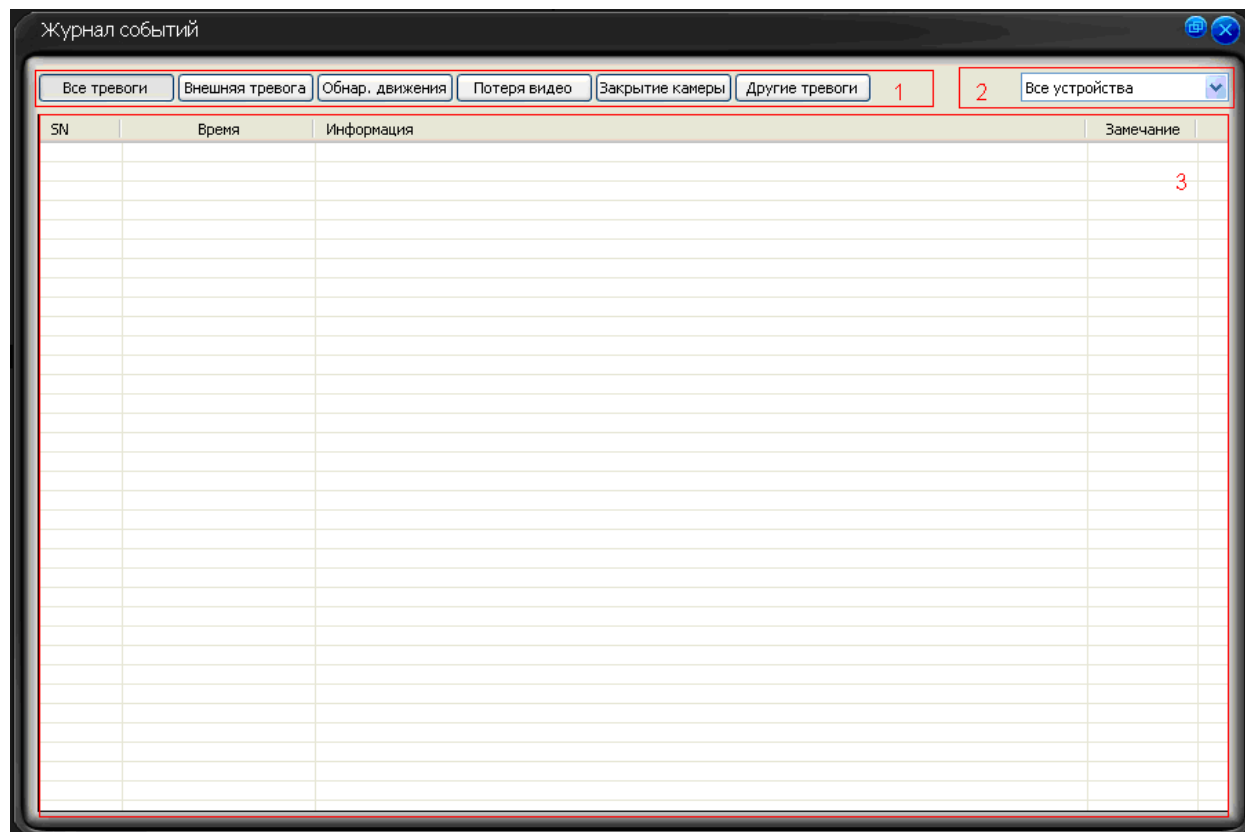 Журнал событий
Все тревоги Внешняя тревога Обнар. движения Потеря видео Закрытие камеры Другие тревоги 1 2 Все устройства
SN Время Информация Замечание
3